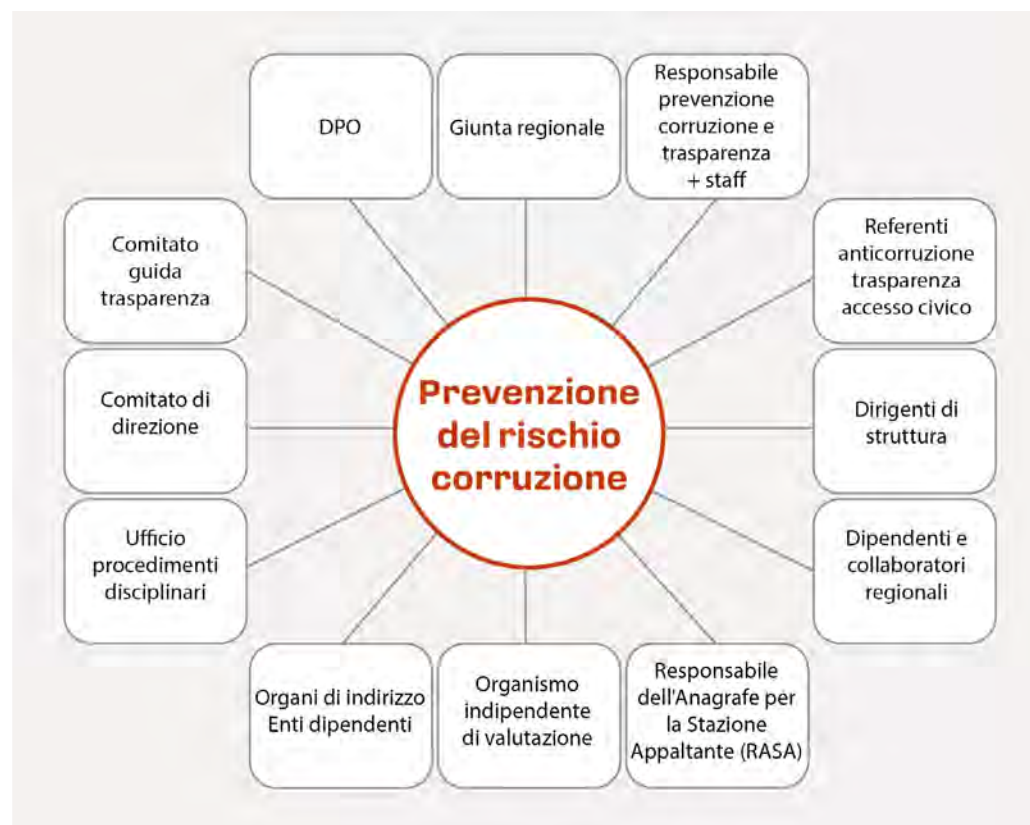 DPO
Giunta regionale
Responsabile
prevenzione
corruzione e
trasparenza
+ staff
Comitato
guida
trasparenza
Referenti
anticorruzione
trasparenza
accesso civico
Comitato di
direzione
Prevenzione
del rischio
corruzione
Dirigenti di
struttura
Ufficio
procedimenti
disciplinari
Dipendenti e
collaboratori
regionali
Organi di indirizzo
Enti dipendenti
Organismo
indipendente
di valutazione
Responsabile
dell'Anagrafe per
la Stazione
Appaltante (RASA)